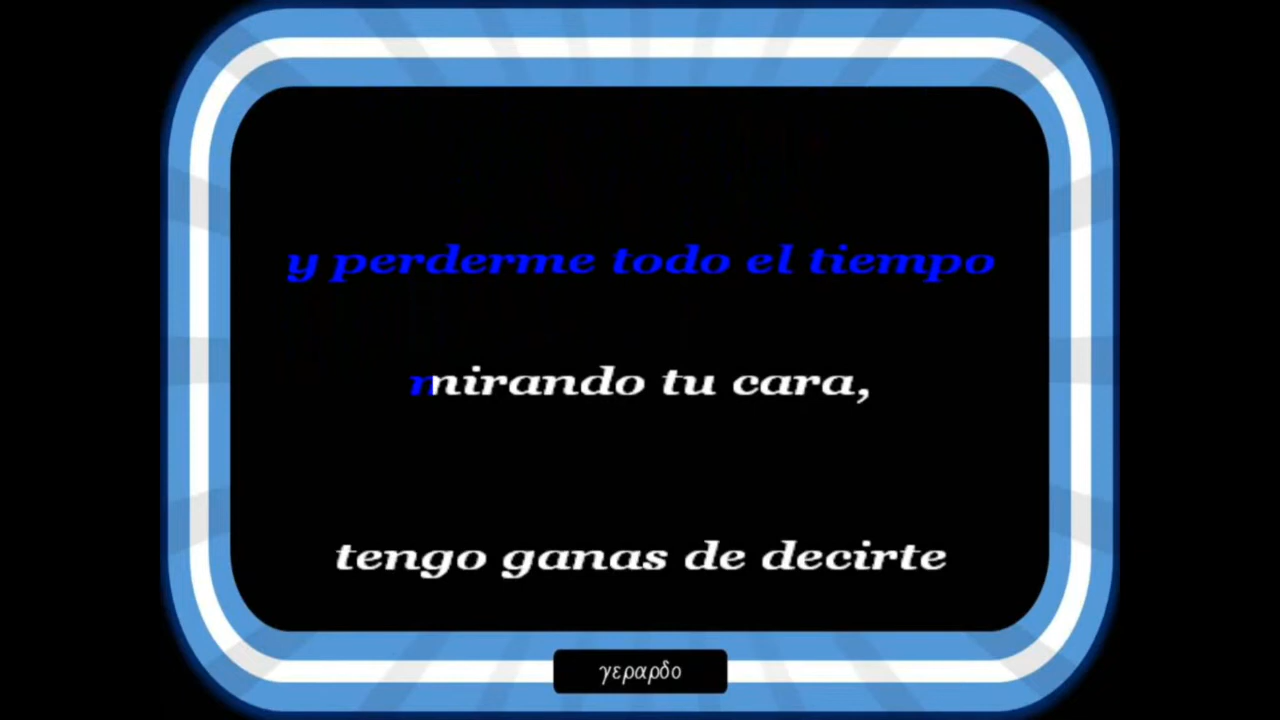 y perderme todo el tiempo
mirando tu cara,
tengo ganas de decirte
γεραρδο